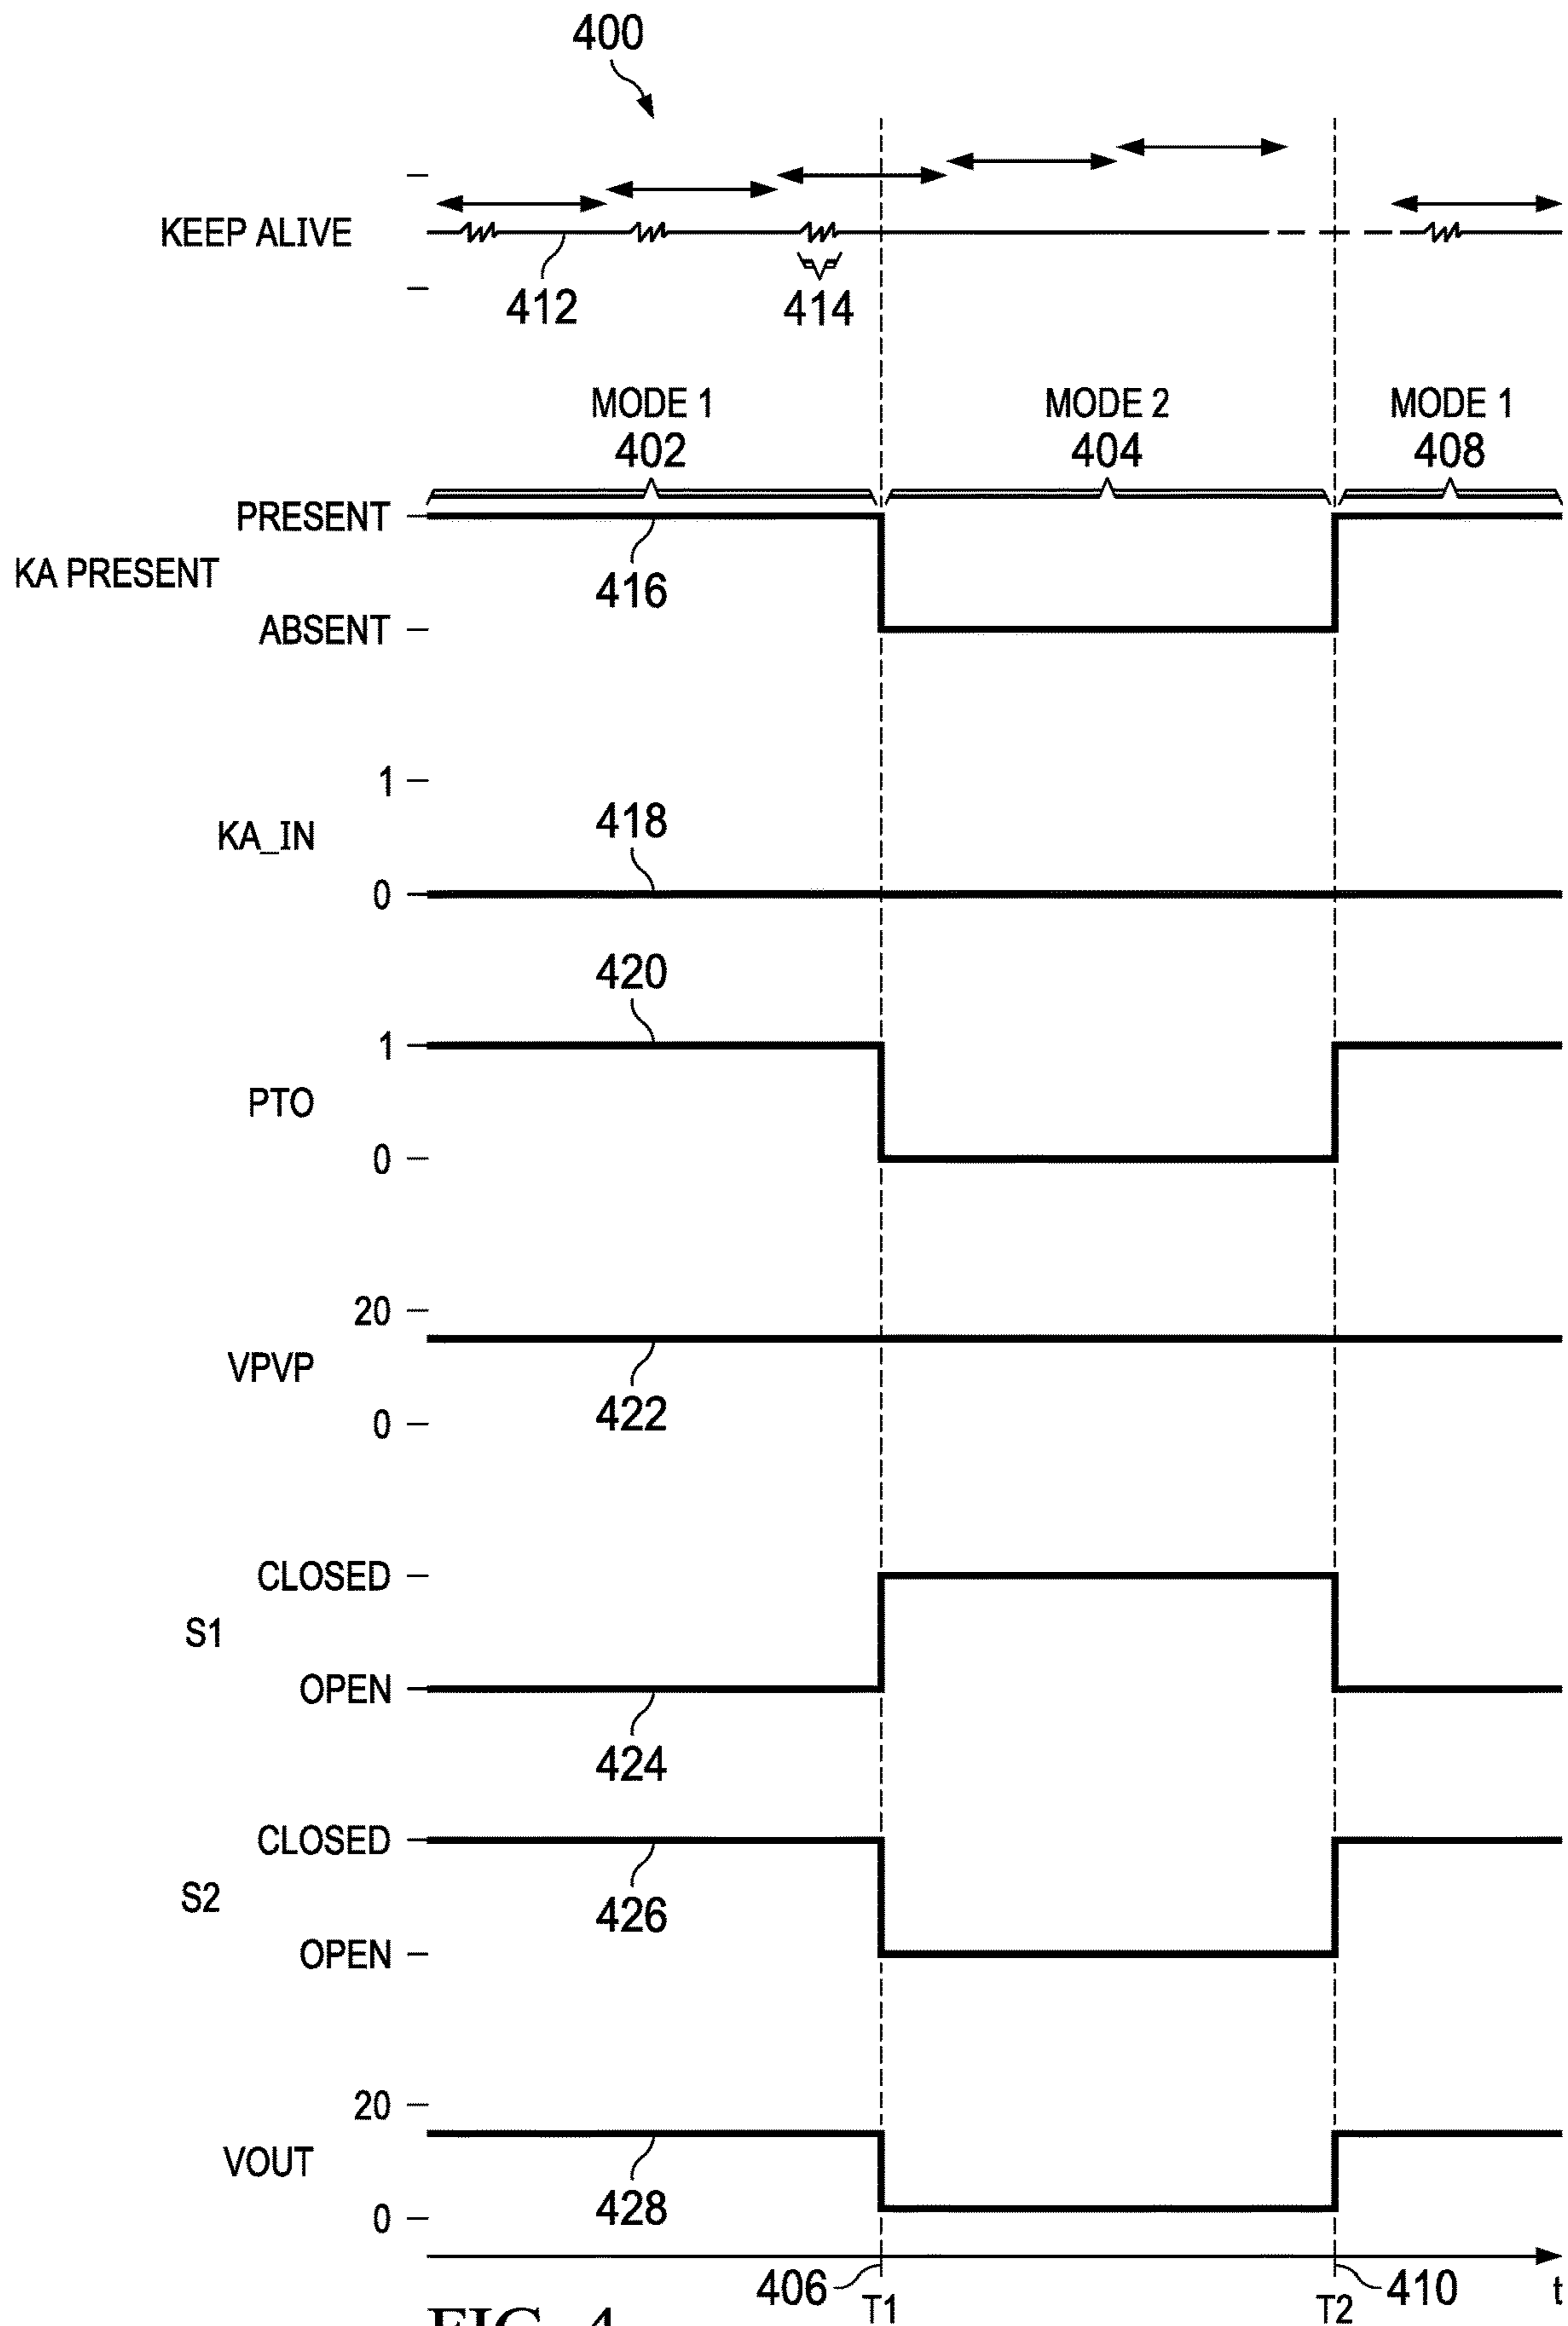 400
KEEP ALIVE
412
414
MODE 1
MODE 2
MODE 1
402
404
408
PRESENT
KA PRESENT
416
ABSENT
1
418
KA_IN
0
420
1
PTO
0
20
VPVP
422
0
CLOSED
S1
OPEN
424
CLOSED
S2
426
OPEN
20
VOUT
428
0
406
T1
T2
410
t
FIG. 4